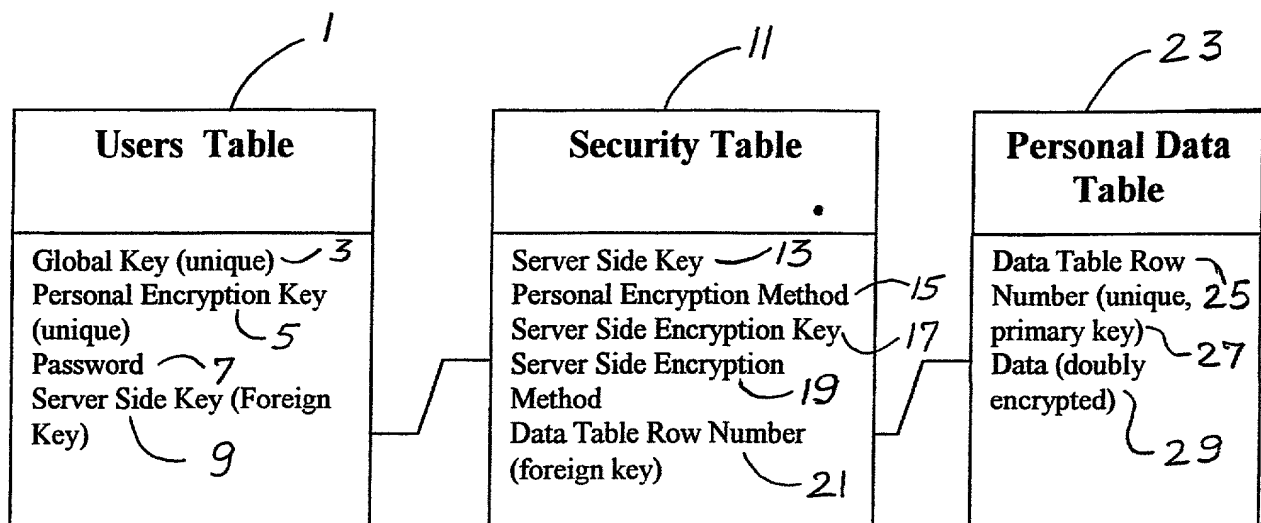 1
11
23
Users Table
Global Key (unique) 3
Personal Encryption Key
(unique) 5
Password 7
Server Side Key (Foreign
Key) 9
Security Table
Server Side Key 13
Personal Encryption Method 15
Server Side Encryption Key 17
Server Side Encryption
Method 19
Data Table Row Number
(foreign key) 21
Personal Data
Table
Data Table Row
Number (unique, 25
primary key) 27
Data (doubly
encrypted) 29